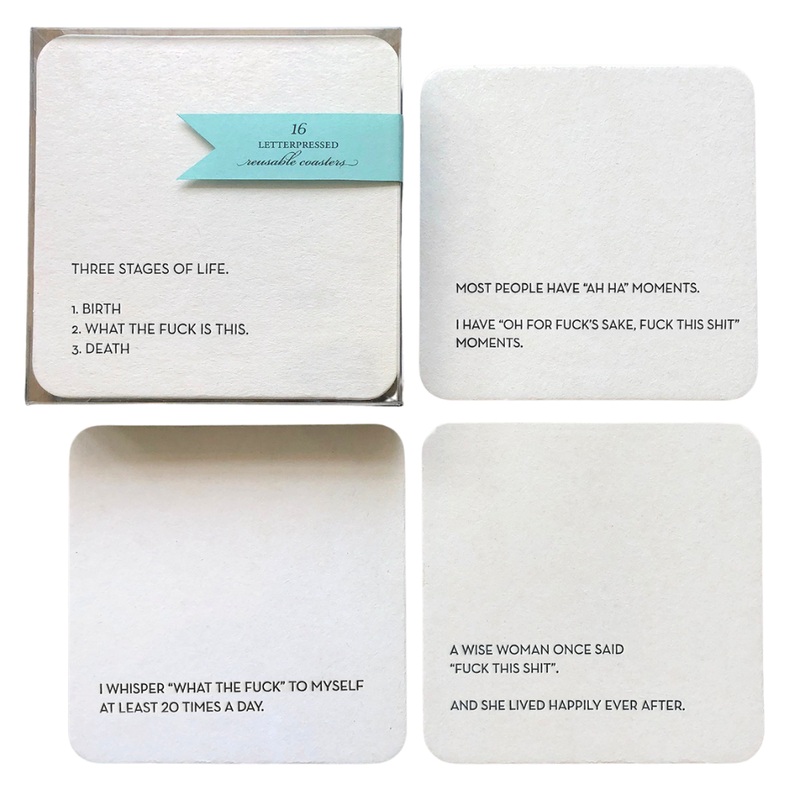 16
LETTERPRESSED
reusable coasters
THREE STAGES OF LIFE.
1. BIRTH
2. WHAT THE FUCK IS THIS.
3. DEATH
MOST PEOPLE HAVE “AH HA” MOMENTS.
I HAVE “OH FOR FUCK’S SAKE, FUCK THIS SHIT”
MOMENTS.
I WHISPER “WHAT THE FUCK” TO MYSELF
AT LEAST 20 TIMES A DAY.
A WISE WOMAN ONCE SAID
“FUCK THIS SHIT”.
AND SHE LIVED HAPPILY EVER AFTER.